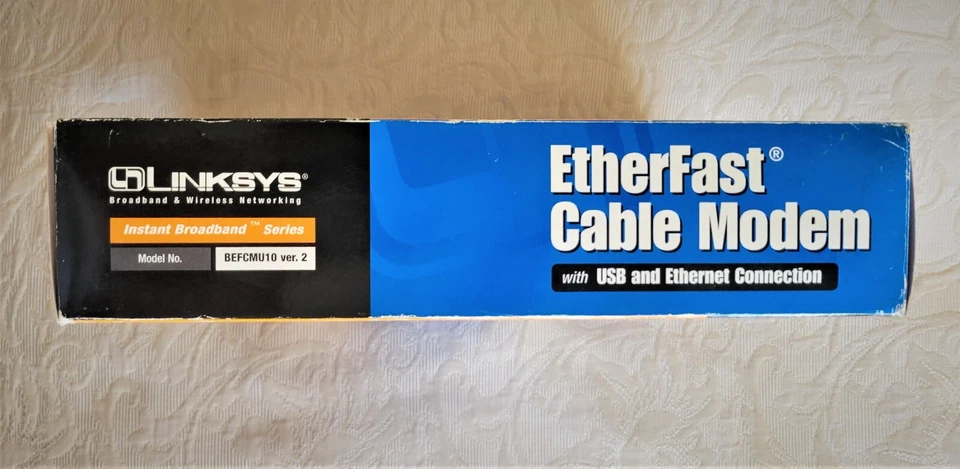 LINKSYS®
Broadband & Wireless Networking
Instant Broadband™ Series
Model No. BEFCMU10 ver. 2
EtherFast®
Cable Modem
with USB and Ethernet Connection